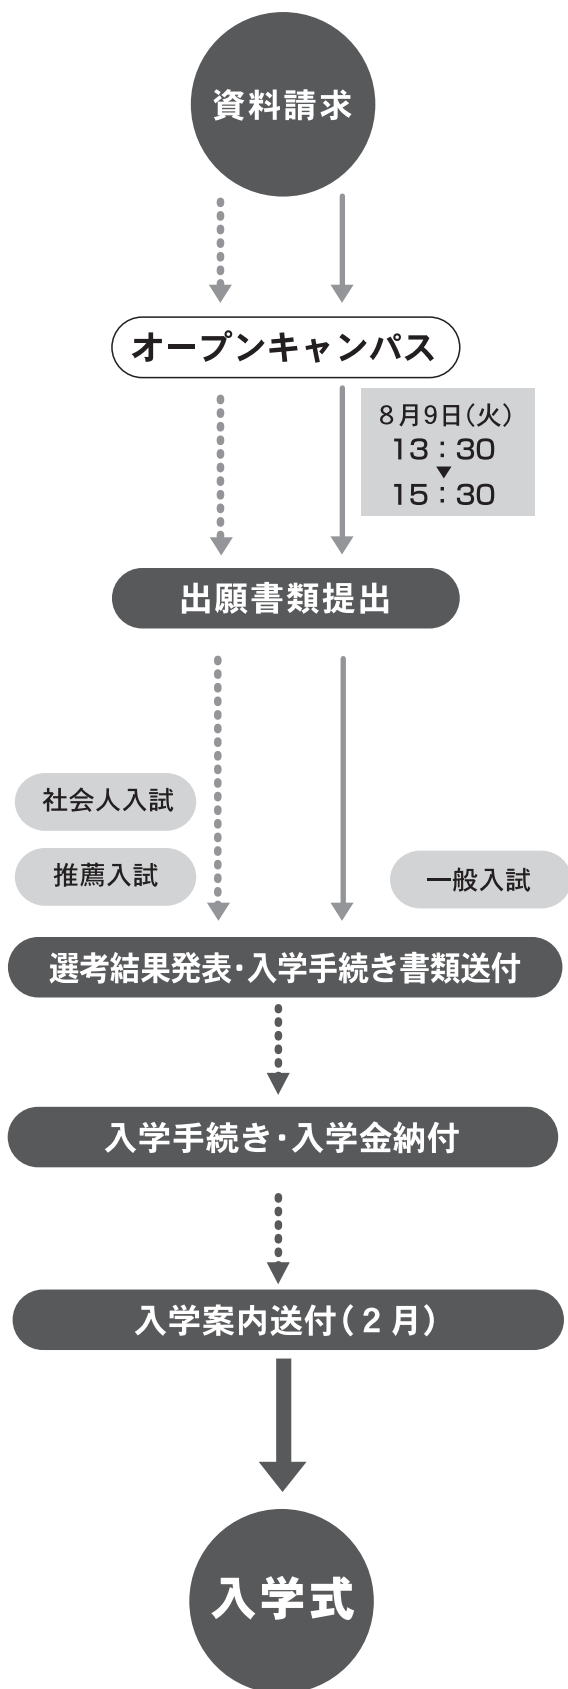 資料請求
オープンキャンパス
8月9日(火)
13：30
▼
15：30
出願書類提出
社会人入試
推薦入試
一般入試
選考結果発表・入学手続き書類送付
入学手続き・入学金納付
入学案内送付(2月)
入学式